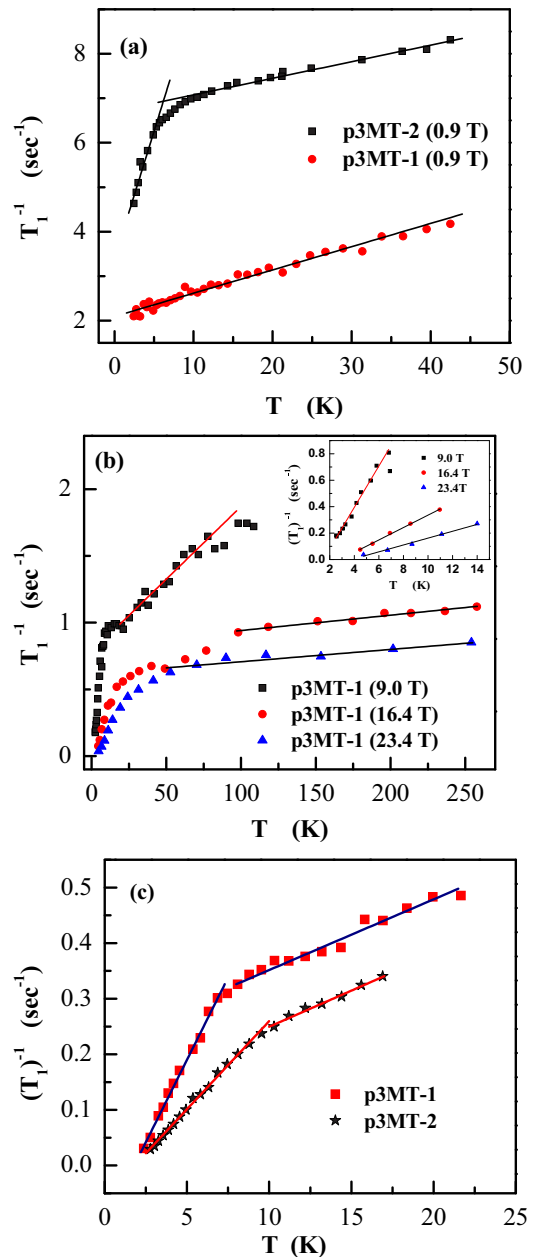 (a)
8
6
4
2
T₁⁻¹ (sec⁻¹)
p3MT-2 (0.9 T)
p3MT-1 (0.9 T)
0 10 20 30 40 50
T (K)
(b)
2
1
0
T₁⁻¹ (sec⁻¹)
0.8
0.6
0.4
0.2
0.0
(T₁)⁻¹ (sec⁻¹)
9.0 T
16.4 T
23.4T
2 4 6 8 10 12 14
T (K)
p3MT-1 (9.0 T)
p3MT-1 (16.4 T)
p3MT-1 (23.4 T)
0 25 50 75 100 125 150 175 200 225 250
T (K)
(c)
0.5
0.4
0.3
0.2
0.1
0.0
(T₁)⁻¹ (sec⁻¹)
p3MT-1
p3MT-2
0 5 10 15 20 25
T (K)